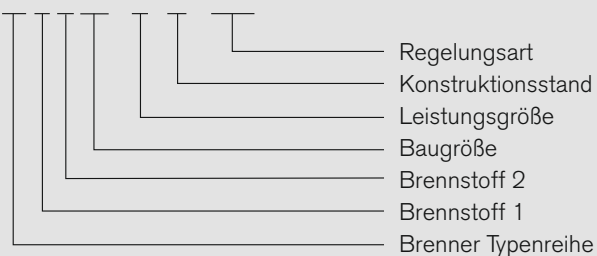 Regelungsart
Konstruktionsstand
Leistungsgröße
Baugröße
Brennstoff 2
Brennstoff 1
Brenner Typenreihe